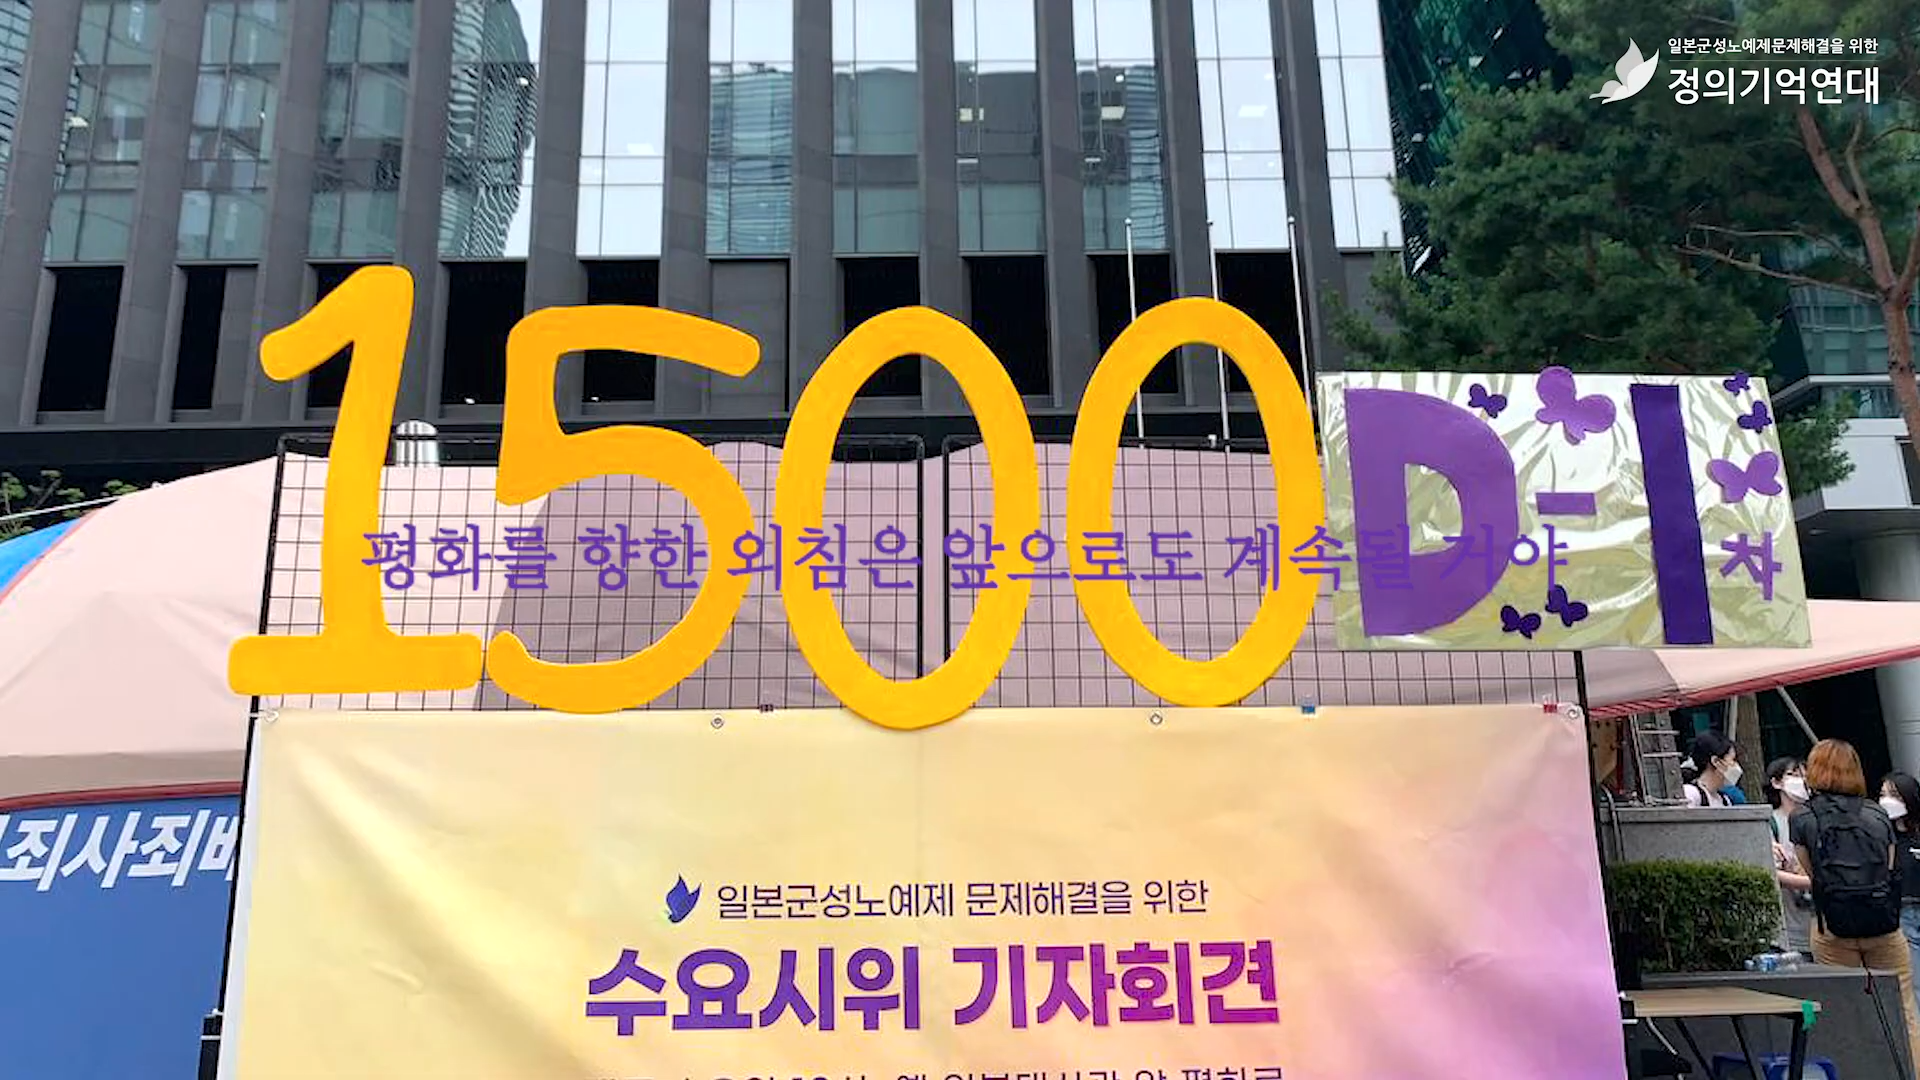 일본군성노예제문제해결을 위한
정의기억연대
1500 D-1차
평화를 향한 외침은 앞으로도 계속될 거야
죄사죄
일본군성노예제 문제해결을 위한
수요시위 기자회견